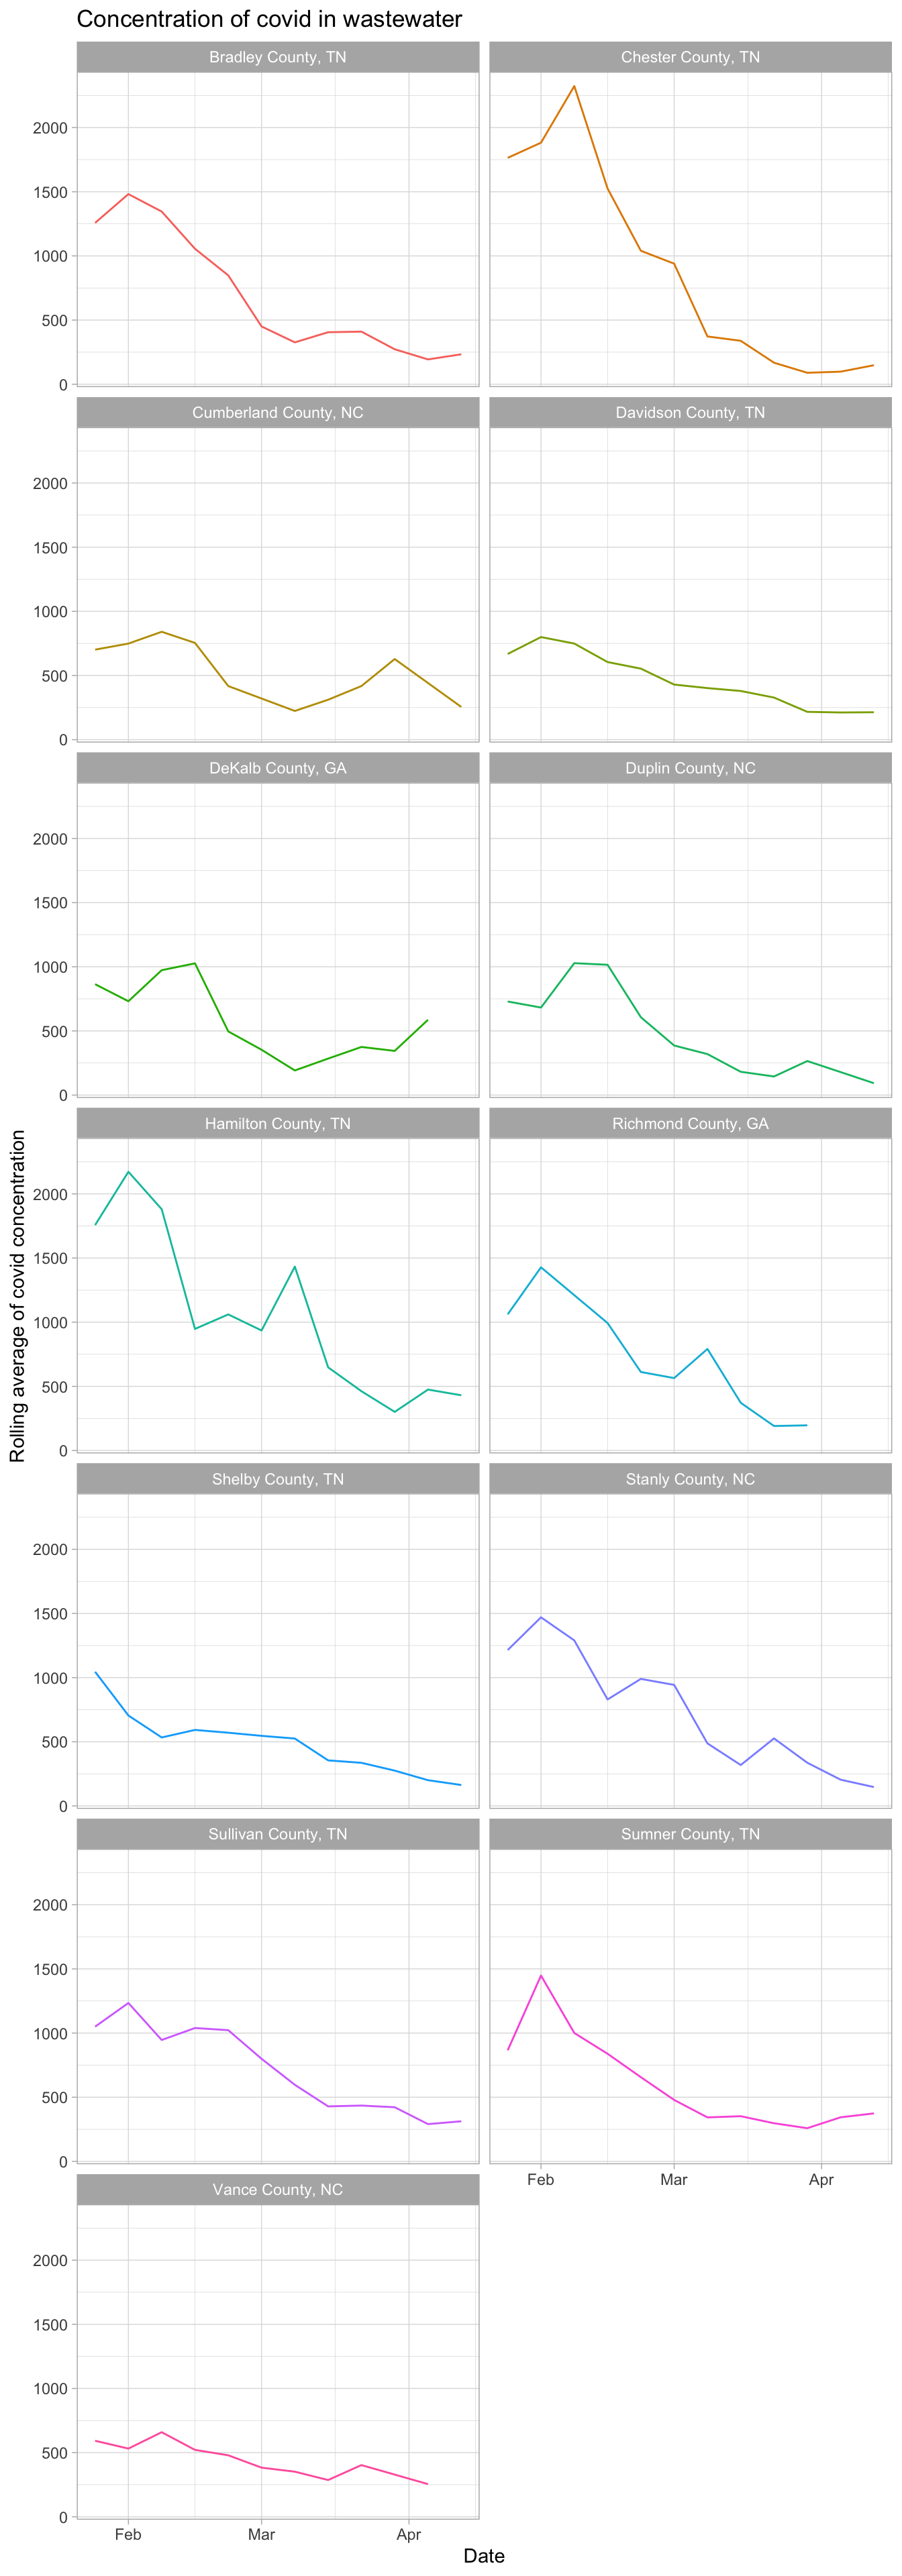 Concentration of covid in wastewater
Bradley County, TN
Chester County, TN
2000
1500
1000
500
0
Cumberland County, NC
Davidson County, TN
2000
1500
1000
500
0
DeKalb County, GA
Duplin County, NC
2000
1500
1000
500
0
Hamilton County, TN
Richmond County, GA
2000
1500
1000
500
0
Rolling average of covid concentration
Shelby County, TN
Stanly County, NC
2000
1500
1000
500
0
Sullivan County, TN
Sumner County, TN
2000
1500
1000
500
0
Feb Mar Apr
Vance County, NC
2000
1500
1000
500
0
Feb Mar Apr
Date